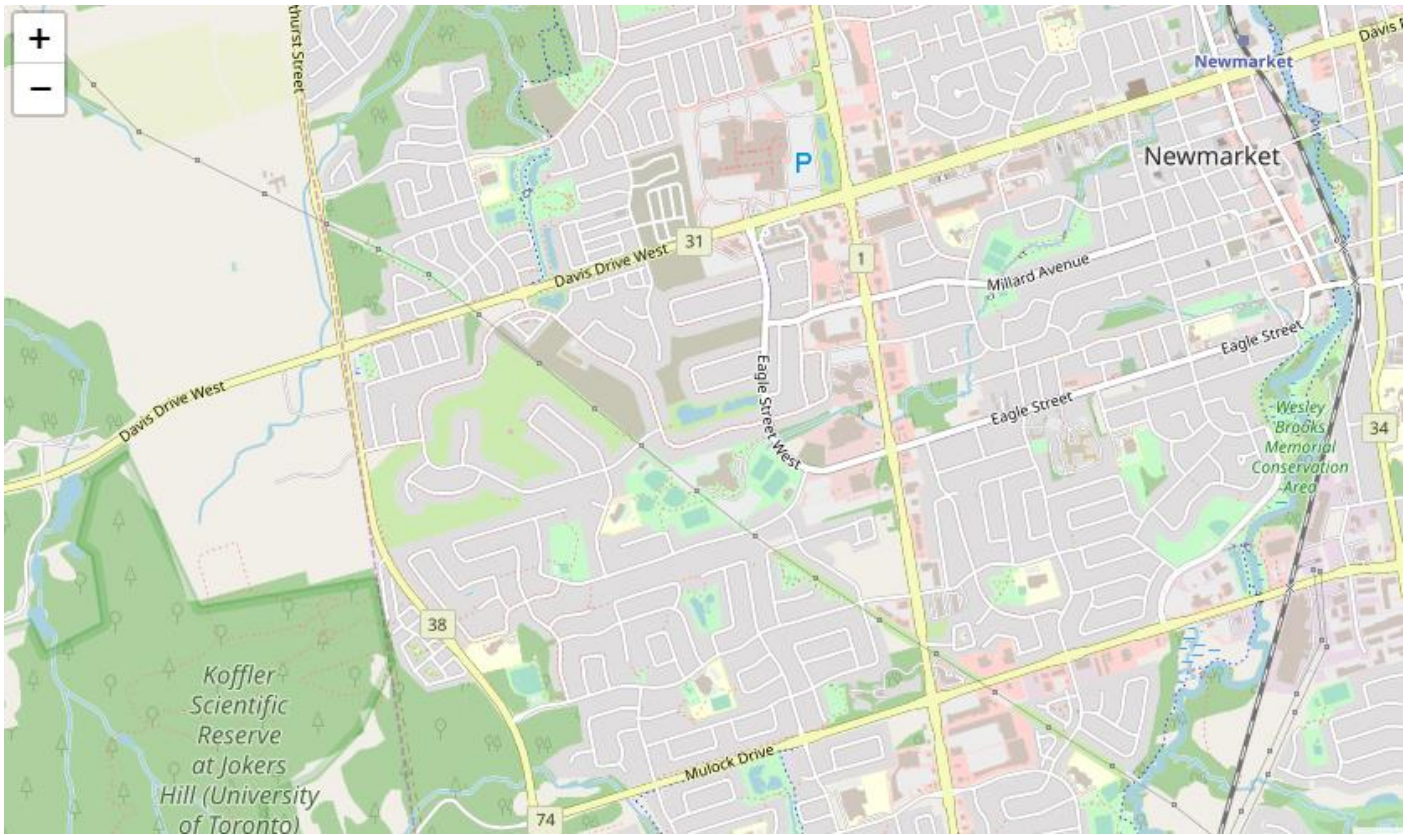 +
−
thurst Street
Newmarket
Davis
P
Newmarket
31
Davis Drive West
1
Millard Avenue
Eagle Street
Eagle Street West
Eagle Street
Davis Drive West
Wesley
Brooks
Memorial
Conservation
Area
34
38
Koffler
Scientific
Reserve
at Jokers
Hill (University
of Toronto)
Mulock Drive
74